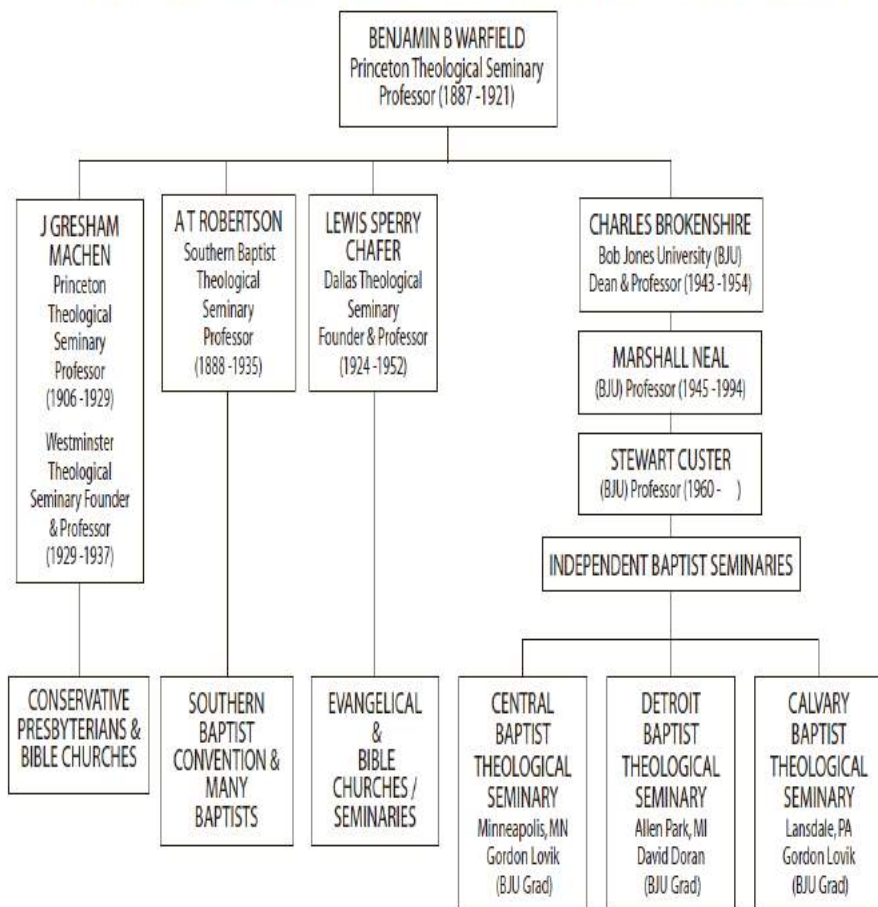 BENJAMIN B WARFIELD
Princeton Theological Seminary
Professor (1887 -1921)
J GRESHAM
MACHEN
Princeton
Theological
Seminary
Professor
(1906 -1929)
Westminster
Theological
Seminary Founder
& Professor
(1929 -1937)
A T ROBERTSON
Southern Baptist
Theological
Seminary
Professor
(1888 -1935)
LEWIS SPERRY
CHAFER
Dallas Theological
Seminary
Founder & Professor
(1924 -1952)
CHARLES BROKENSHIRE
Bob Jones University (BJU)
Dean & Professor (1943 -1954)
MARSHALL NEAL
(BJU) Professor (1945 -1994)
STEWART CUSTER
(BJU) Professor (1960 - )
INDEPENDENT BAPTIST SEMINARIES
CONSERVATIVE
PRESBYTERIANS &
BIBLE CHURCHES
SOUTHERN
BAPTIST
CONVENTION &
MANY
BAPTISTS
EVANGELICAL
&
BIBLE
CHURCHES /
SEMINARIES
CENTRAL
BAPTIST
THEOLOGICAL
SEMINARY
Minneapolis, MN
Gordon Lovik
(BJU Grad)
DETROIT
BAPTIST
THEOLOGICAL
SEMINARY
Allen Park, MI
David Doran
(BJU Grad)
CALVARY
BAPTIST
THEOLOGICAL
SEMINARY
Lansdale, PA
Gordon Lovik
(BJU Grad)